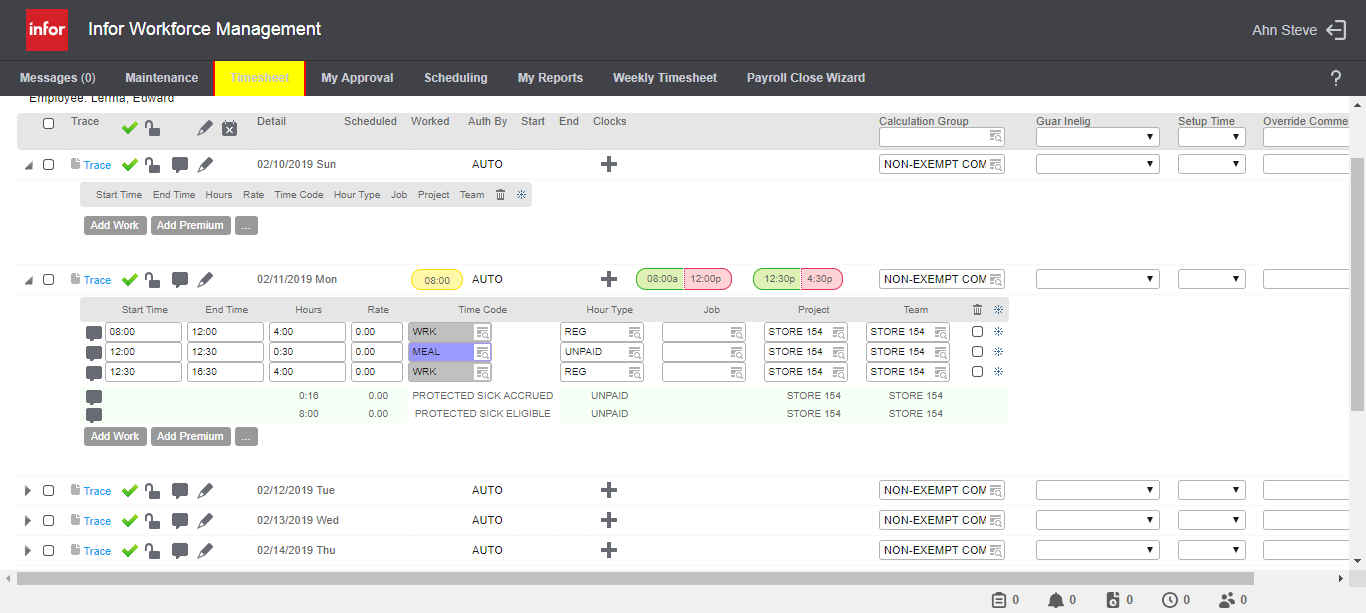 infor Infor Workforce Management Ahn Steve
Messages (0) Maintenance Timesheet My Approval Scheduling My Reports Weekly Timesheet Payroll Close Wizard ?
Employee: Lerma, Edward
Trace Detail Scheduled Worked Auth By Start End Clocks Calculation Group Guar Inelig Setup Time Override Comme
Trace 02/10/2019 Sun AUTO NON-EXEMPT COM
Start Time End Time Hours Rate Time Code Hour Type Job Project Team
Add Work Add Premium ...
Trace 02/11/2019 Mon 08:00 AUTO 08:00a 12:00p 12:30p 4:30p NON-EXEMPT COM
Start Time End Time Hours Rate Time Code Hour Type Job Project Team
08:00 12:00 4:00 0.00 WRK REG STORE 154 STORE 154
12:00 12:30 0:30 0.00 MEAL UNPAID STORE 154 STORE 154
12:30 16:30 4:00 0.00 WRK REG STORE 154 STORE 154
0:16 0.00 PROTECTED SICK ACCRUED UNPAID STORE 154 STORE 154
8:00 0.00 PROTECTED SICK ELIGIBLE UNPAID STORE 154 STORE 154
Add Work Add Premium ...
Trace 02/12/2019 Tue AUTO NON-EXEMPT COM
Trace 02/13/2019 Wed AUTO NON-EXEMPT COM
Trace 02/14/2019 Thu AUTO NON-EXEMPT COM
0 0 0 0 0